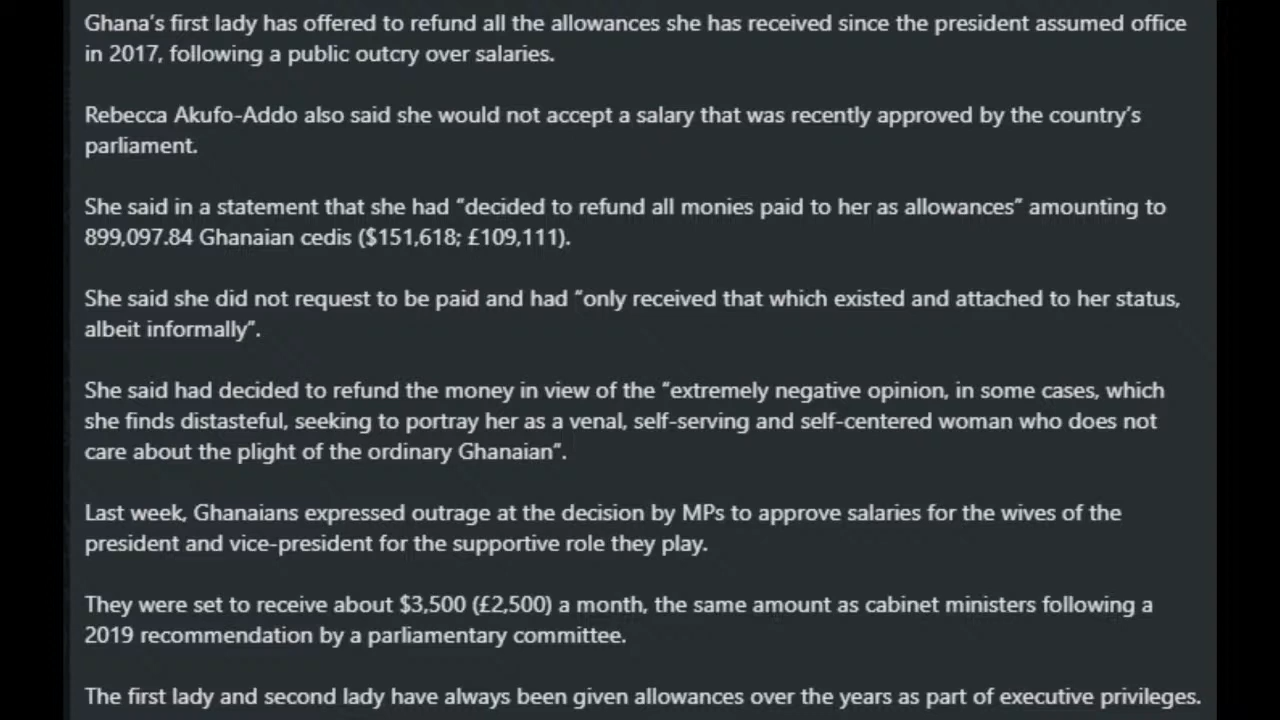 Ghana’s first lady has offered to refund all the allowances she has received since the president assumed office
in 2017, following a public outcry over salaries.
Rebecca Akufo-Addo also said she would not accept a salary that was recently approved by the country’s
parliament.
She said in a statement that she had “decided to refund all monies paid to her as allowances” amounting to
899,097.84 Ghanaian cedis ($151,618; £109,111).
She said she did not request to be paid and had “only received that which existed and attached to her status,
albeit informally”.
She said had decided to refund the money in view of the “extremely negative opinion, in some cases, which
she finds distasteful, seeking to portray her as a venal, self-serving and self-centered woman who does not
care about the plight of the ordinary Ghanaian”.
Last week, Ghanaians expressed outrage at the decision by MPs to approve salaries for the wives of the
president and vice-president for the supportive role they play.
They were set to receive about $3,500 (£2,500) a month, the same amount as cabinet ministers following a
2019 recommendation by a parliamentary committee.
The first lady and second lady have always been given allowances over the years as part of executive privileges.